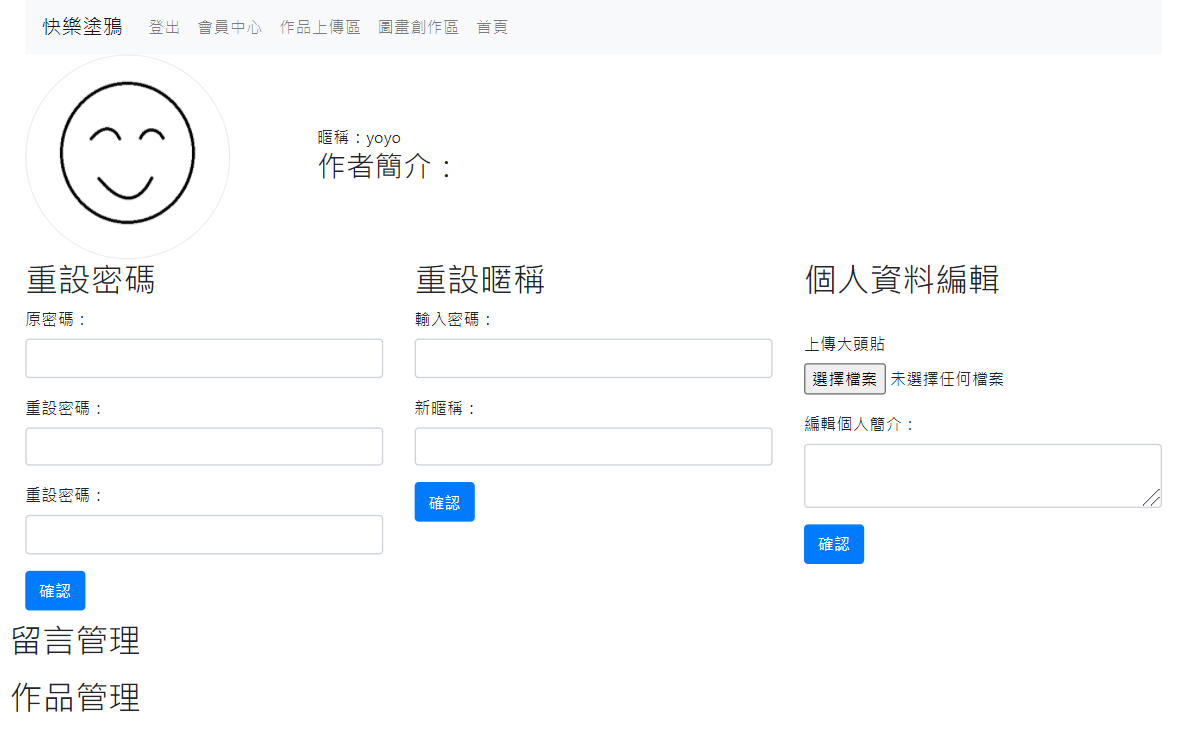 快樂塗鴉 登出 會員中心 作品上傳區 圖畫創作區 首頁
暱稱：yoyo
作者簡介：
重設密碼
原密碼：
重設密碼：
重設密碼：
確認
重設暱稱
輸入密碼：
新暱稱：
確認
個人資料編輯
上傳大頭貼
選擇檔案 未選擇任何檔案
編輯個人簡介：
確認
留言管理
作品管理